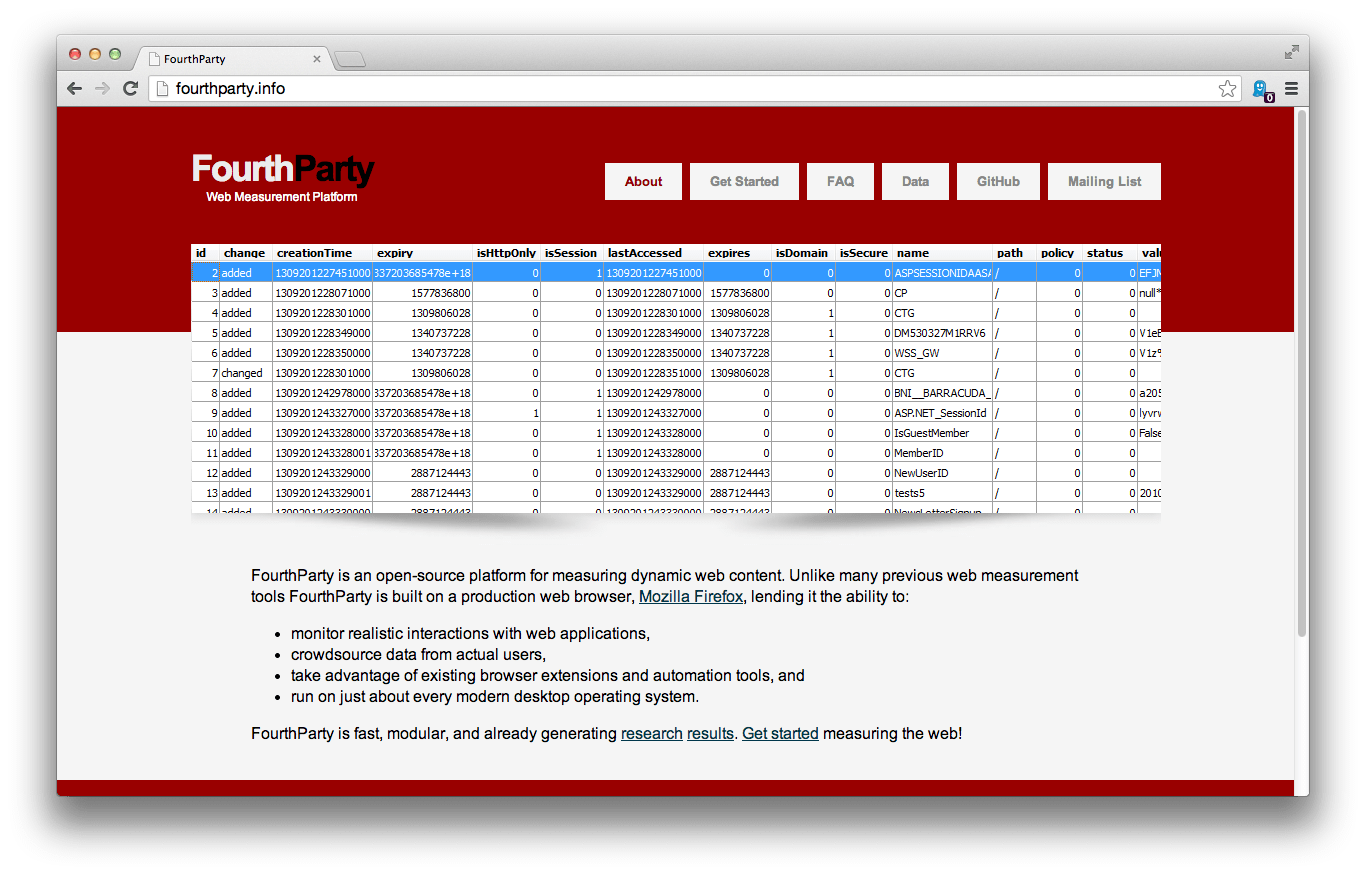 FourthParty
fourthparty.info
0
FourthParty
Web Measurement Platform
About Get Started FAQ Data GitHub Mailing List
id change creationTime expiry isHttpOnly isSession lastAccessed expires isDomain isSecure name path policy status
2 added 1309201227451000 337203685478e+18 0 1 1309201227451000 0 0 0 ASPSESSIONIDAASA / 0 0 EFJN
3 added 1309201228071000 1577836800 0 0 1309201228071000 1577836800 0 0 CP / 0 0 null*
4 added 1309201228301000 1309806028 0 0 1309201228301000 1309806028 1 0 CTG / 0 0
5 added 1309201228349000 1340737228 0 0 1309201228349000 1340737228 1 0 DM530327M1RRV6 / 0 0 V1eE
6 added 1309201228350000 1340737228 0 0 1309201228350000 1340737228 1 0 WSS_GW / 0 0 V1z%
7 changed 1309201228301000 1309806028 0 0 1309201228351000 1309806028 1 0 CTG / 0 0
8 added 1309201242978000 337203685478e+18 0 1 1309201242978000 0 0 0 BNI__BARRACUDA_ / 0 0 a205
9 added 1309201243327000 337203685478e+18 1 1 1309201243327000 0 0 0 ASP.NET_SessionId / 0 0 lyvrw
10 added 1309201243328000 337203685478e+18 0 1 1309201243328000 0 0 0 IsGuestMember / 0 0 False
11 added 1309201243328001 337203685478e+18 0 1 1309201243328000 0 0 0 MemberID / 0 0
12 added 1309201243329000 2887124443 0 0 1309201243329000 2887124443 0 0 NewUserID / 0 0
13 added 1309201243329001 2887124443 0 0 1309201243329000 2887124443 0 0 tests5 / 0 0 2010
FourthParty is an open-source platform for measuring dynamic web content. Unlike many previous web measurement
tools FourthParty is built on a production web browser, Mozilla Firefox, lending it the ability to:
• monitor realistic interactions with web applications,
• crowdsource data from actual users,
• take advantage of existing browser extensions and automation tools, and
• run on just about every modern desktop operating system.
FourthParty is fast, modular, and already generating research results. Get started measuring the web!